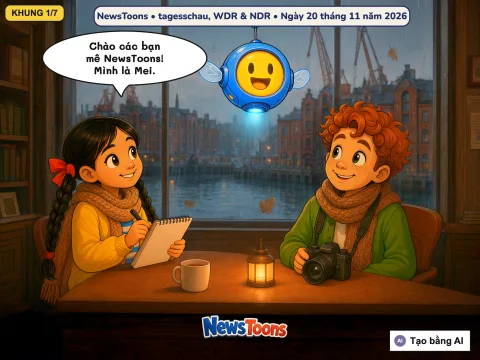 KHUNG 1/7
NewsToons • tagesschau, WDR & NDR • Ngày 20 tháng 11 năm 2026
Chào các bạn
mê NewsToons!
Mình là Mei.
NewsToons
AI Tạo bằng AI